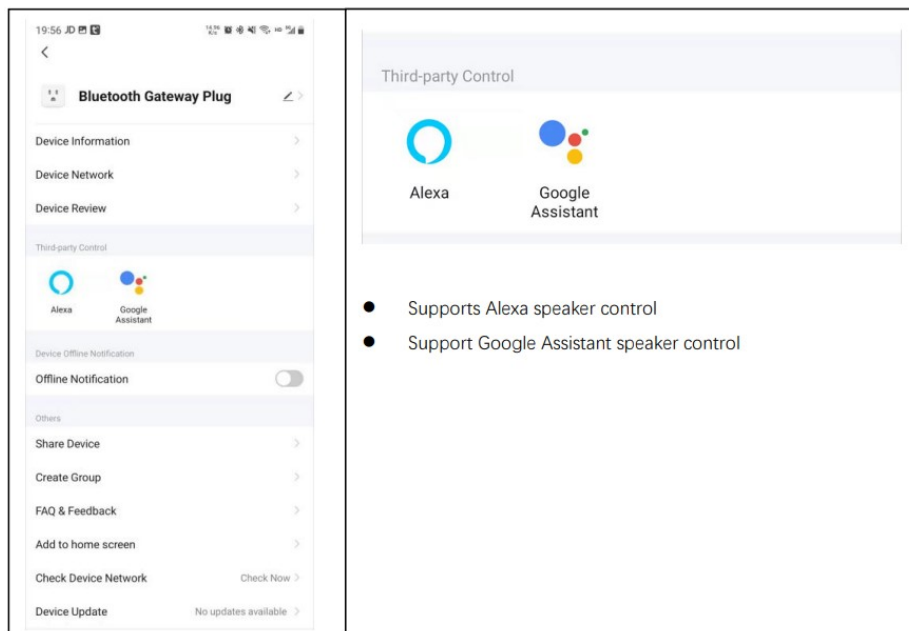 19:56 JD
Bluetooth Gateway Plug
Device Information
Device Network
Device Review
Third-party Control
Alexa
Google
Assistant
Device Offline Notification
Offline Notification
Others
Share Device
Create Group
FAQ & Feedback
Add to home screen
Check Device Network Check Now
Device Update No updates available
Third-party Control
Alexa
Google
Assistant
● Supports Alexa speaker control
● Support Google Assistant speaker control